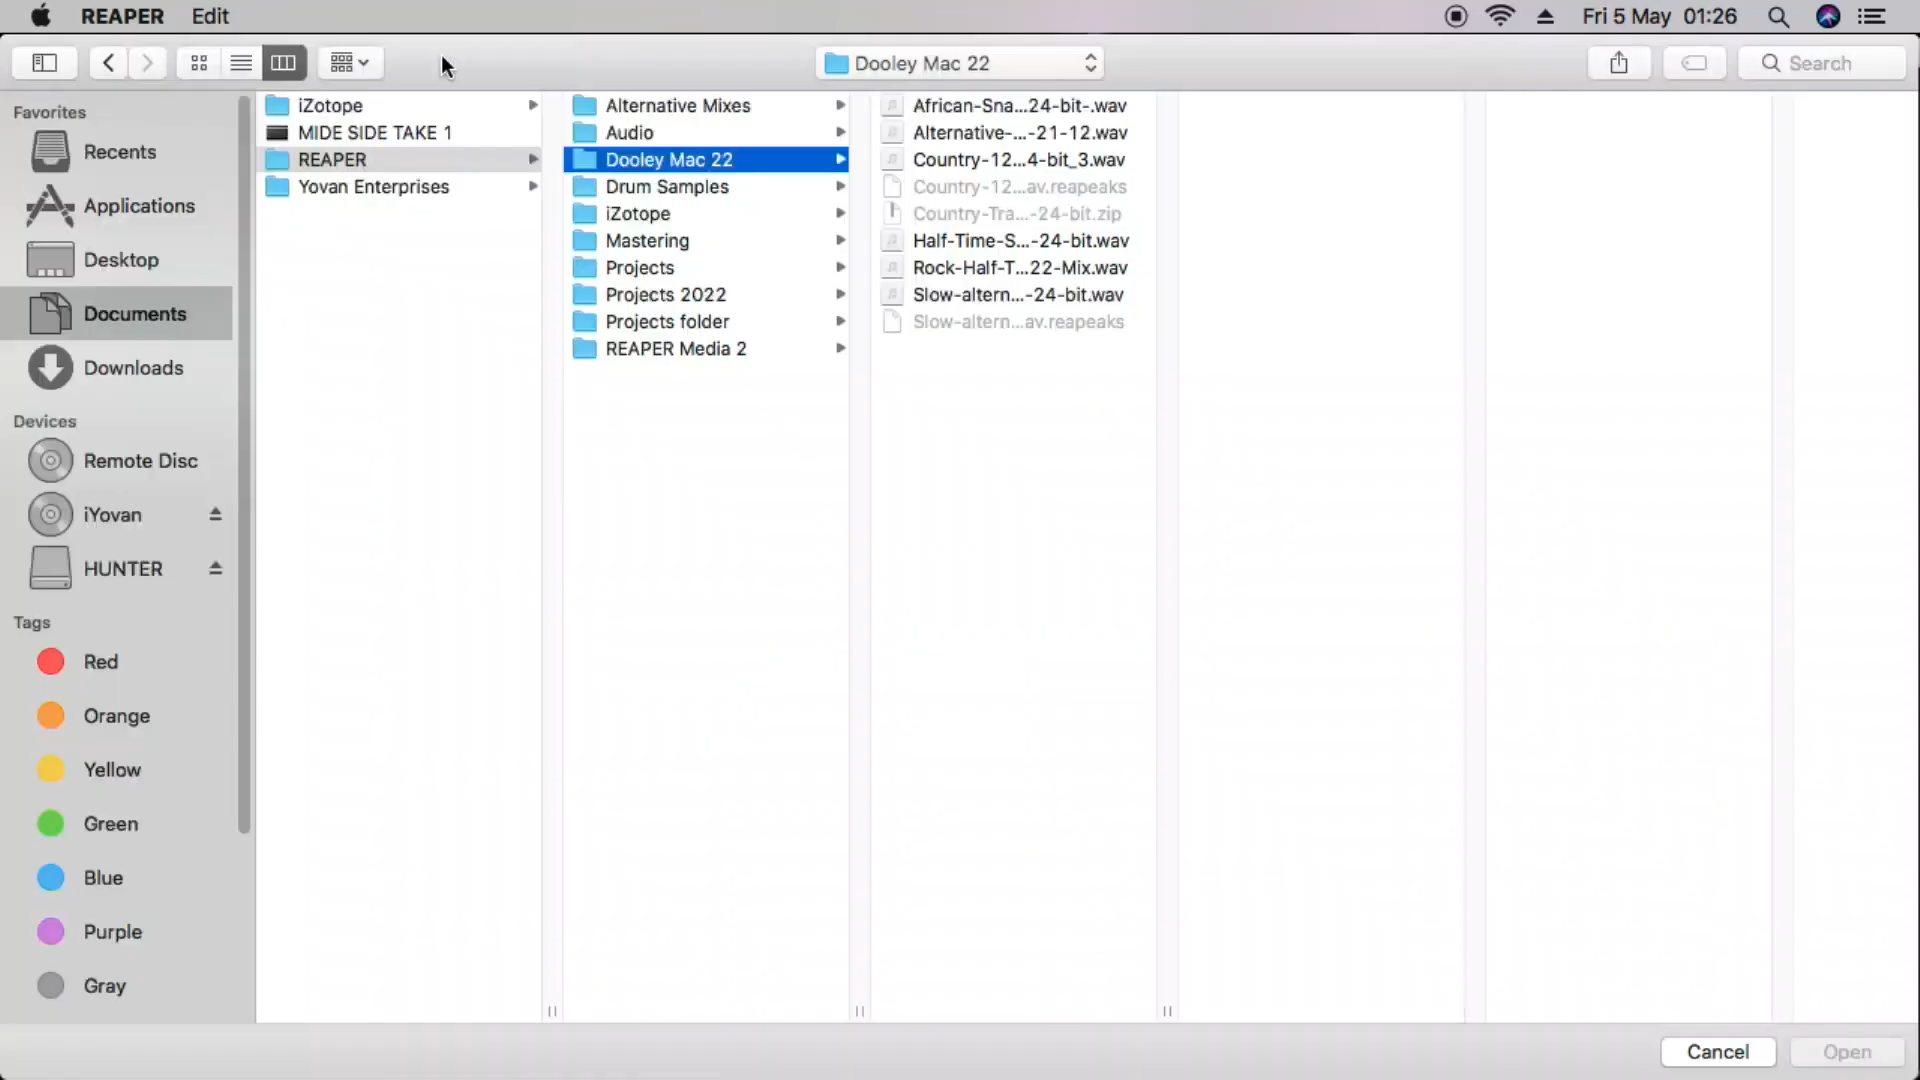 REAPER Edit Fri 5 May 01:26
Dooley Mac 22 Search
Favorites
Recents
Applications
Desktop
Documents
Downloads
Devices
Remote Disc
iYovan
HUNTER
Tags
Red
Orange
Yellow
Green
Blue
Purple
Gray
iZotope
MIDE SIDE TAKE 1
REAPER
Yovan Enterprises
Alternative Mixes
Audio
Dooley Mac 22
Drum Samples
iZotope
Mastering
Projects
Projects 2022
Projects folder
REAPER Media 2
African-Sna...24-bit-.wav
Alternative-...-21-12.wav
Country-12...4-bit_3.wav
Country-12...av.reapeaks
Country-Tra...-24-bit.zip
Half-Time-S...-24-bit.wav
Rock-Half-T...22-Mix.wav
Slow-altern...-24-bit.wav
Slow-altern...av.reapeaks
Cancel Open